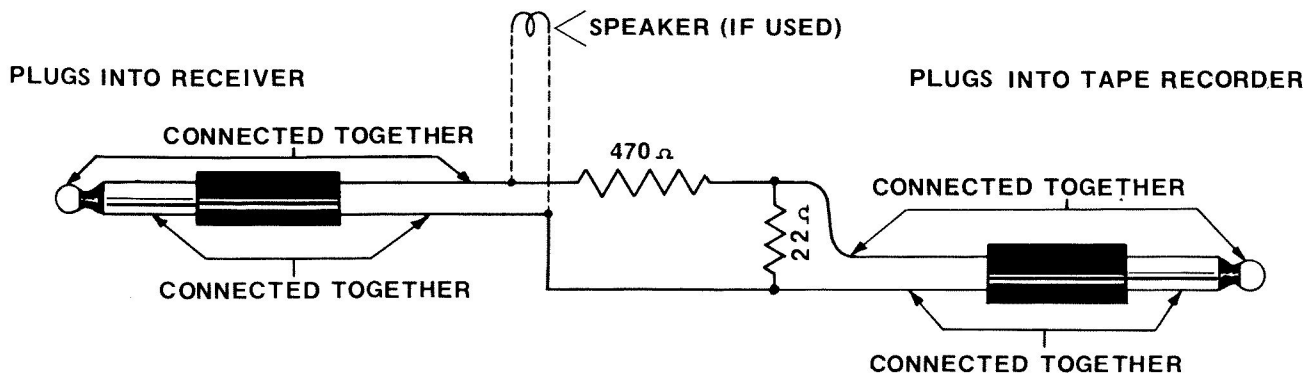 SPEAKER (IF USED)
PLUGS INTO RECEIVER
PLUGS INTO TAPE RECORDER
CONNECTED TOGETHER
470 Ω
CONNECTED TOGETHER
22 Ω
CONNECTED TOGETHER
CONNECTED TOGETHER